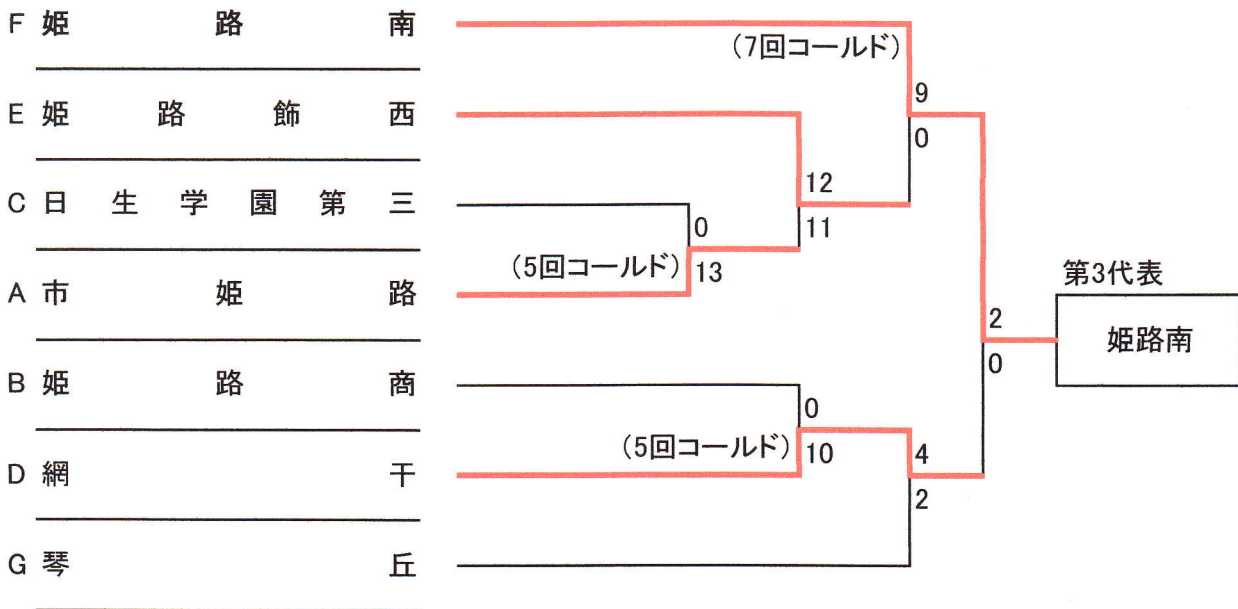 F 姫路南
(7回コールド)
9
0
E 姫路飾西
12
11
C 日生学園第三
0
(5回コールド)
13
A 市姫路
第3代表
2
姫路南
0
B 姫路商
0
(5回コールド)
10
4
D 網干
2
G 琴丘